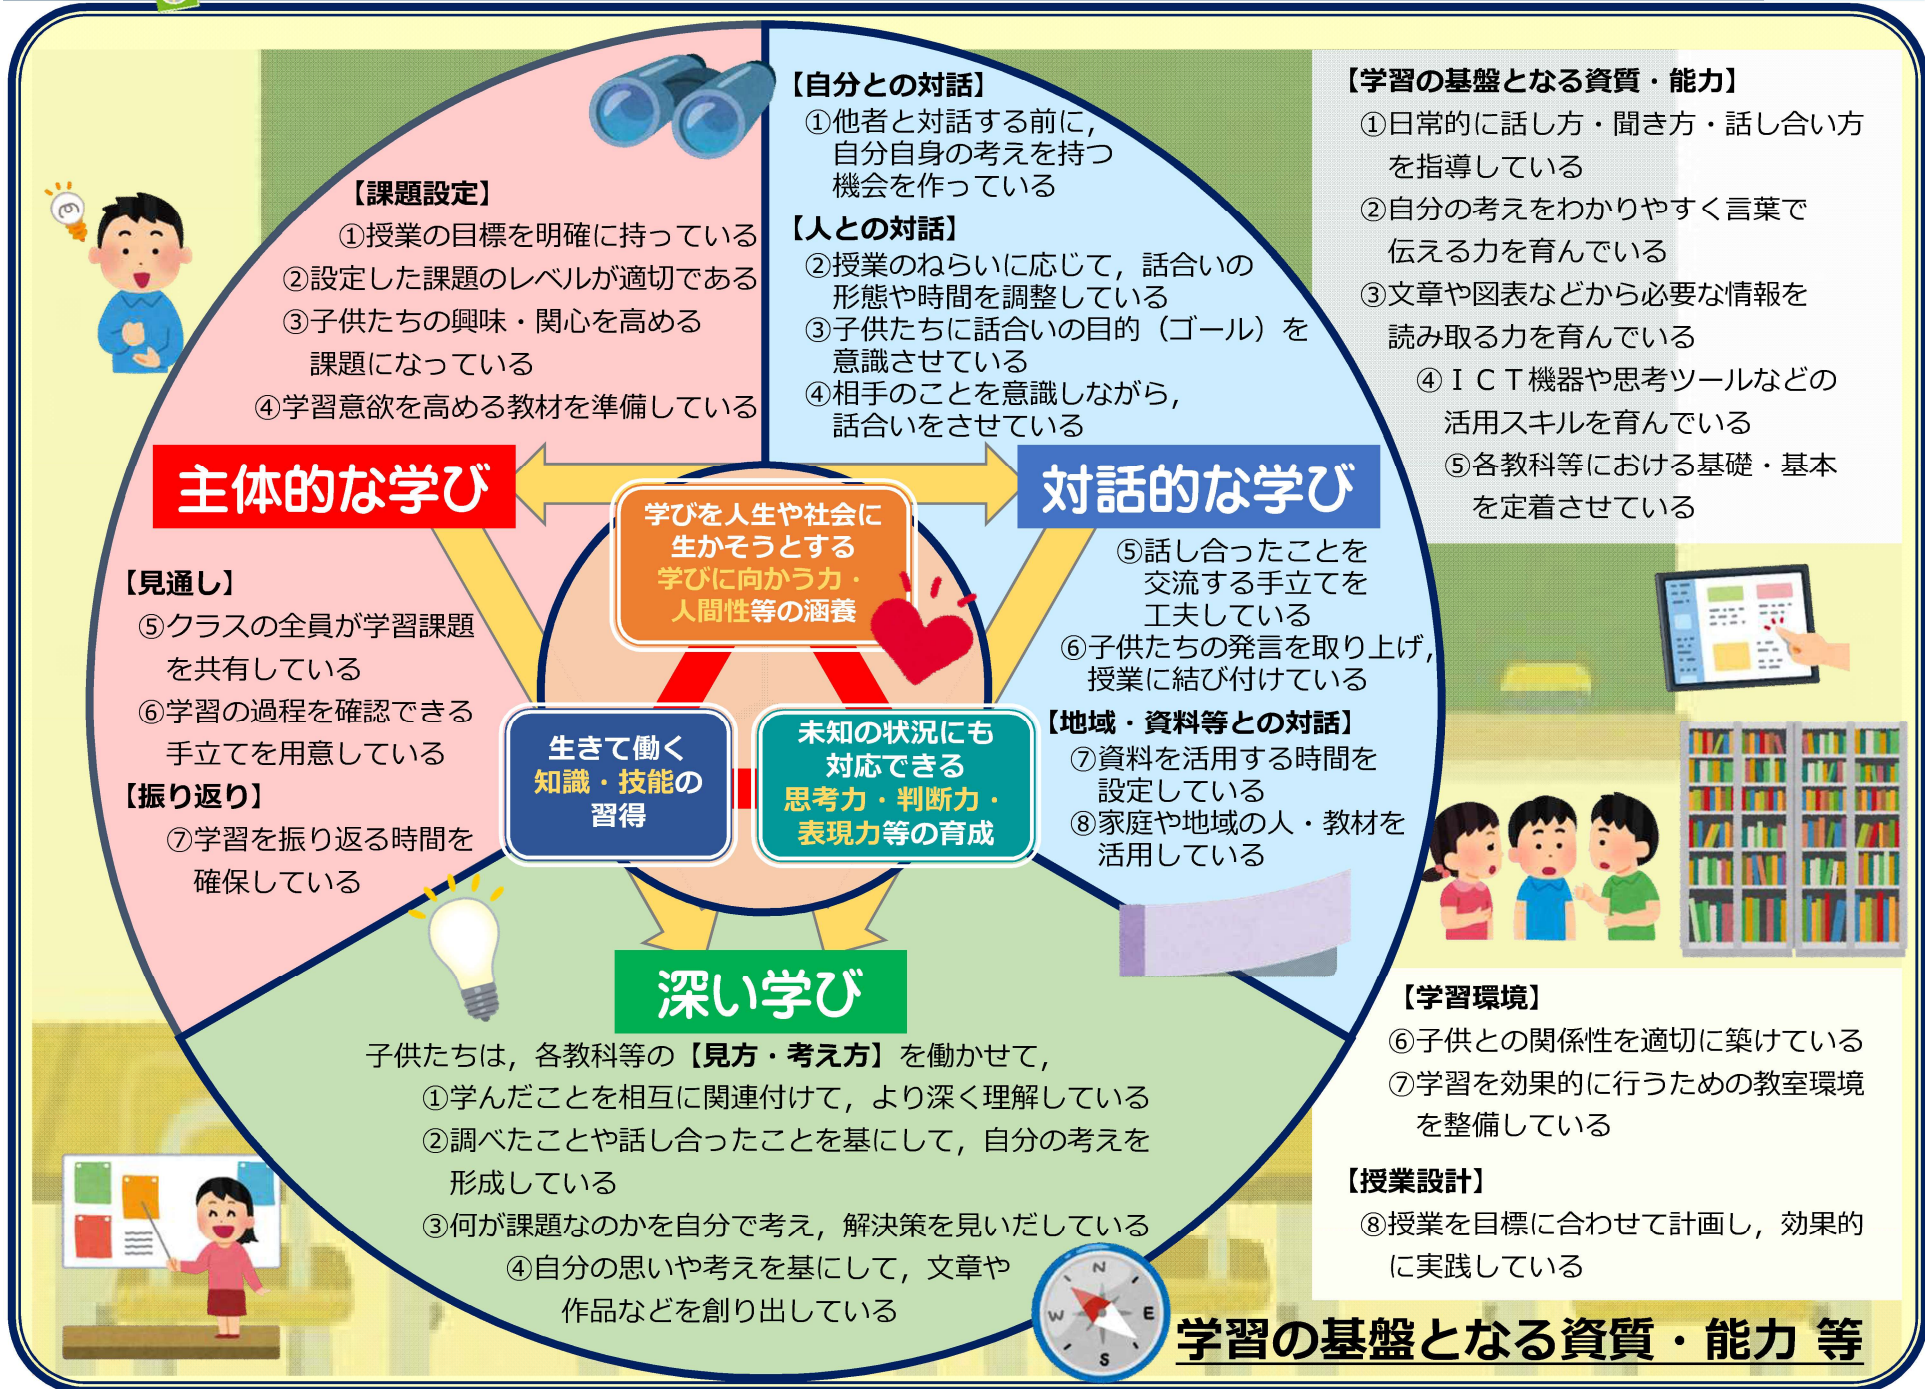 【課題設定】
①授業の目標を明確に持っている
②設定した課題のレベルが適切である
③子供たちの興味・関心を高める
課題になっている
④学習意欲を高める教材を準備している
主体的な学び
【見通し】
⑤クラスの全員が学習課題
を共有している
⑥学習の過程を確認できる
手立てを用意している
【振り返り】
⑦学習を振り返る時間を
確保している
【自分との対話】
①他者と対話する前に，
自分自身の考えを持つ
機会を作っている
【人との対話】
②授業のねらいに応じて，話合いの
形態や時間を調整している
③子供たちに話合いの目的（ゴール）を
意識させている
④相手のことを意識しながら，
話合いをさせている
対話的な学び
⑤話し合ったことを
交流する手立てを
工夫している
⑥子供たちの発言を取り上げ，
授業に結び付けている
【地域・資料等との対話】
⑦資料を活用する時間を
設定している
⑧家庭や地域の人・教材を
活用している
学びを人生や社会に
生かそうとする
学びに向かう力・
人間性等の涵養
生きて働く
知識・技能の
習得
未知の状況にも
対応できる
思考力・判断力・
表現力等の育成
深い学び
子供たちは，各教科等の【見方・考え方】を働かせて，
①学んだことを相互に関連付けて，より深く理解している
②調べたことや話し合ったことを基にして，自分の考えを
形成している
③何が課題なのかを自分で考え，解決策を見いだしている
④自分の思いや考えを基にして，文章や
作品などを創り出している
【学習の基盤となる資質・能力】
①日常的に話し方・聞き方・話し合い方
を指導している
②自分の考えをわかりやすく言葉で
伝える力を育んでいる
③文章や図表などから必要な情報を
読み取る力を育んでいる
④ＩＣＴ機器や思考ツールなどの
活用スキルを育んでいる
⑤各教科等における基礎・基本
を定着させている
【学習環境】
⑥子供との関係性を適切に築けている
⑦学習を効果的に行うための教室環境
を整備している
【授業設計】
⑧授業を目標に合わせて計画し，効果的
に実践している
N
W
E
S
学習の基盤となる資質・能力 等